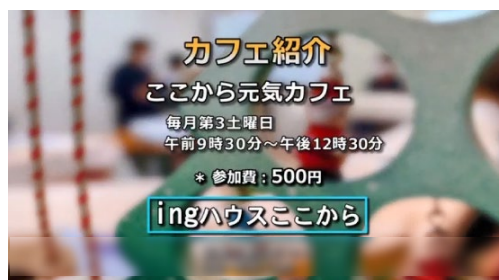 カフェ紹介
ここから元気カフェ
毎月第3土曜日
午前9時30分～午後12時30分
* 参加費：500円
ingハウスここから